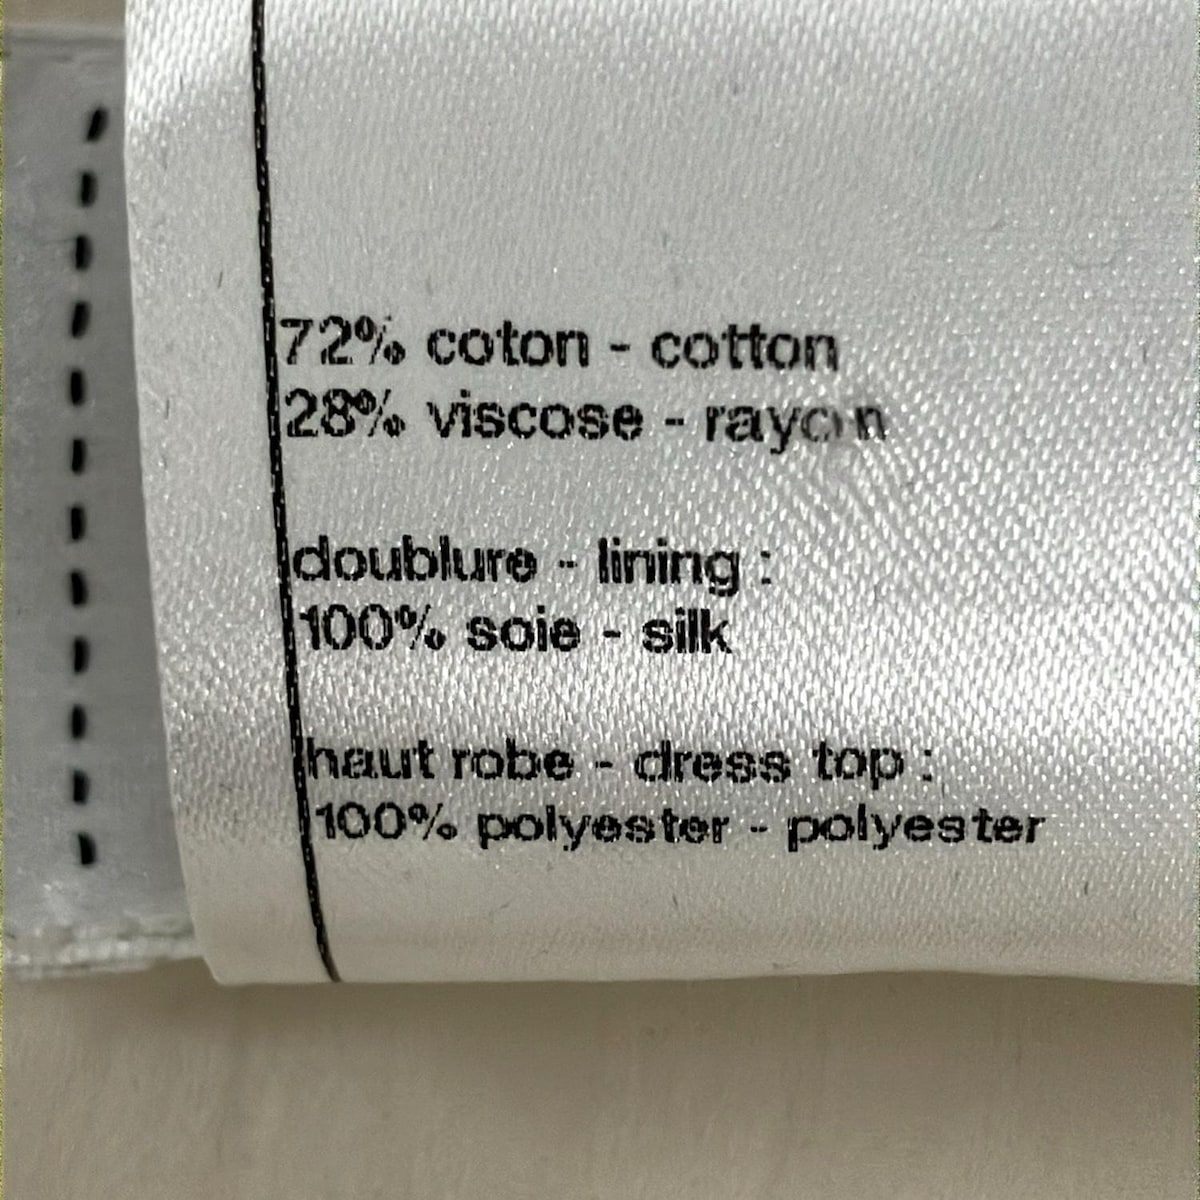 72% coton - cotton
28% viscose - rayon
doublure - lining :
100% soie - silk
haut robe - dress top :
100% polyester - polyester